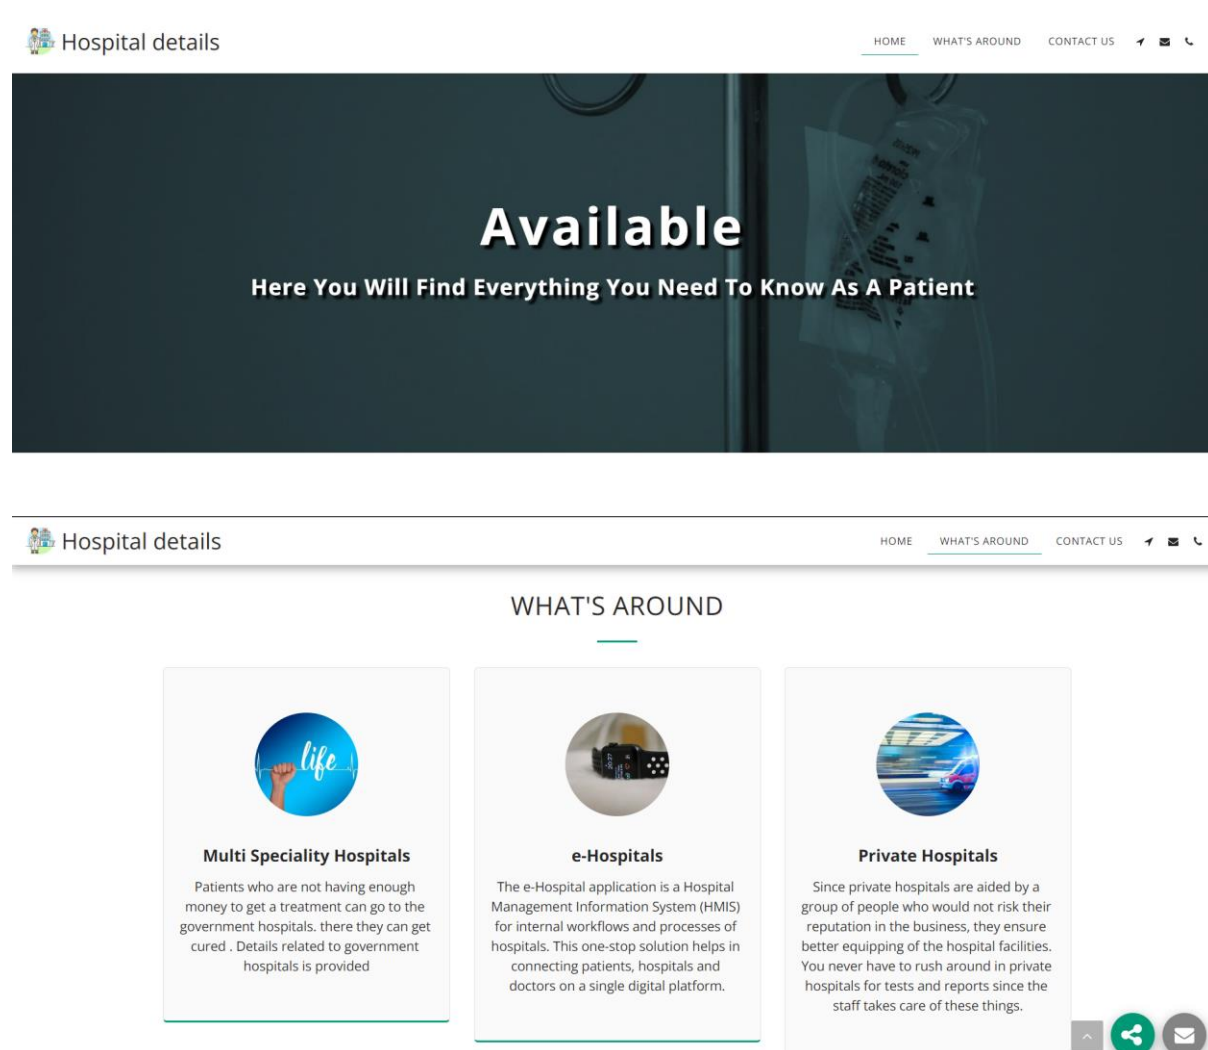 Hospital details
HOME WHAT'S AROUND CONTACT US
Available
Here You Will Find Everything You Need To Know As A Patient
Hospital details
HOME WHAT'S AROUND CONTACT US
WHAT'S AROUND
life
Multi Speciality Hospitals
Patients who are not having enough
money to get a treatment can go to the
government hospitals. there they can get
cured . Details related to government
hospitals is provided
e-Hospitals
The e-Hospital application is a Hospital
Management Information System (HMIS)
for internal workflows and processes of
hospitals. This one-stop solution helps in
connecting patients, hospitals and
doctors on a single digital platform.
Private Hospitals
Since private hospitals are aided by a
group of people who would not risk their
reputation in the business, they ensure
better equipping of the hospital facilities.
You never have to rush around in private
hospitals for tests and reports since the
staff takes care of these things.